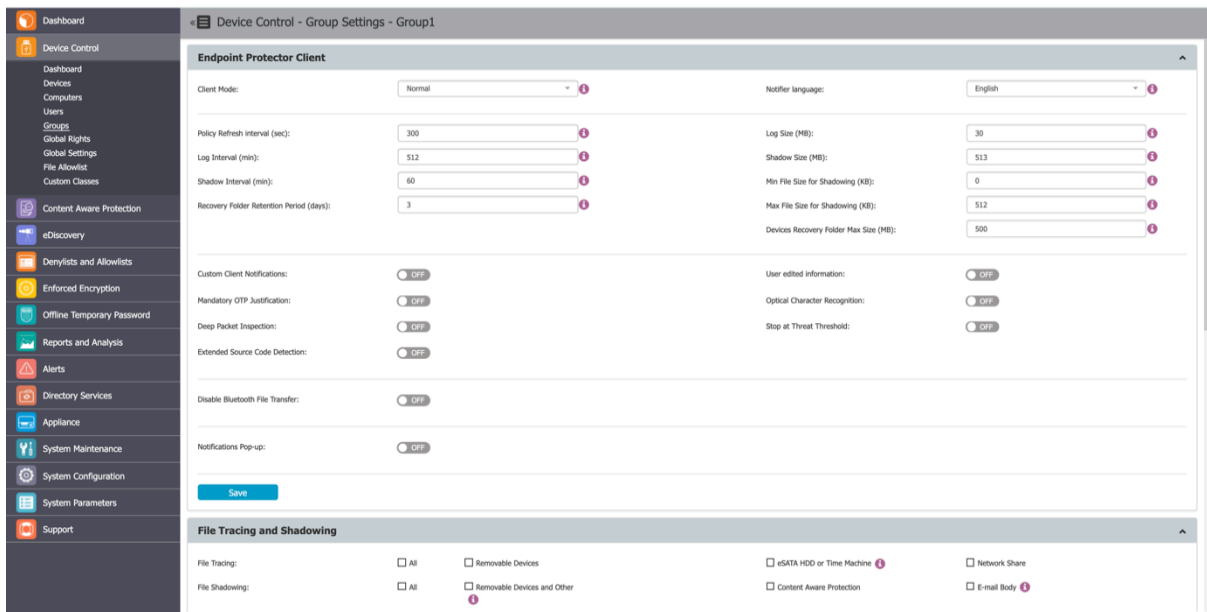 Dashboard
Device Control
Dashboard
Devices
Computers
Users
Groups
Global Rights
Global Settings
File Allowlist
Custom Classes
Content Aware Protection
eDiscovery
Denylists and Allowlists
Enforced Encryption
Offline Temporary Password
Reports and Analysis
Alerts
Directory Services
Appliance
System Maintenance
System Configuration
System Parameters
Support
Device Control - Group Settings - Group1
Endpoint Protector Client
Client Mode: Normal Notifier language: English
Policy Refresh interval (sec): 300 Log Size (MB): 30
Log Interval (min): 512 Shadow Size (MB): 513
Shadow Interval (min): 60 Min File Size for Shadowing (KB): 0
Recovery Folder Retention Period (days): 3 Max File Size for Shadowing (KB): 512
Devices Recovery Folder Max Size (MB): 500
Custom Client Notifications: OFF User edited information: OFF
Mandatory OTP Justification: OFF Optical Character Recognition: OFF
Deep Packet Inspection: OFF Stop at Threat Threshold: OFF
Extended Source Code Detection: OFF
Disable Bluetooth File Transfer: OFF
Notifications Pop-up: OFF
Save
File Tracing and Shadowing
File Tracing: All Removable Devices eSATA HDD or Time Machine Network Share
File Shadowing: All Removable Devices and Other Content Aware Protection E-mail Body